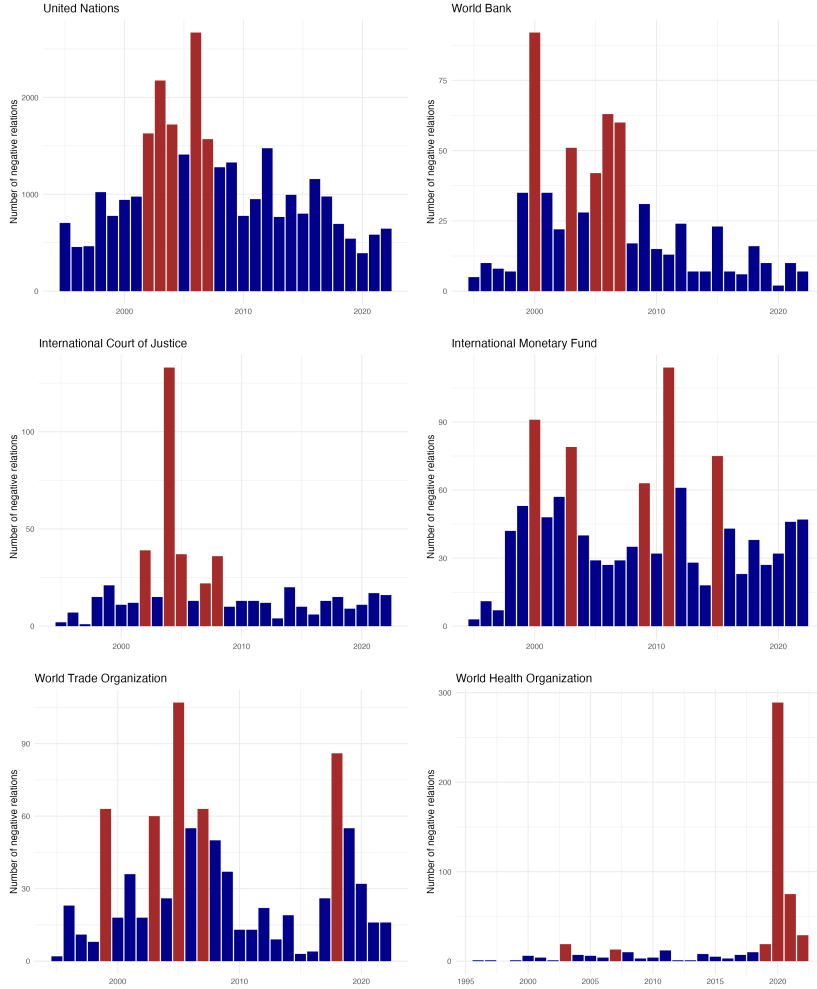 United Nations
Number of negative relations
2000
1000
0
2000 2010 2020
World Bank
Number of negative relations
75
50
25
0
2000 2010 2020
International Court of Justice
Number of negative relations
100
50
0
2000 2010 2020
International Monetary Fund
Number of negative relations
90
60
30
0
2000 2010 2020
World Trade Organization
Number of negative relations
90
60
30
0
2000 2010 2020
World Health Organization
Number of negative relations
300
200
100
0
1995 2000 2005 2010 2015 2020